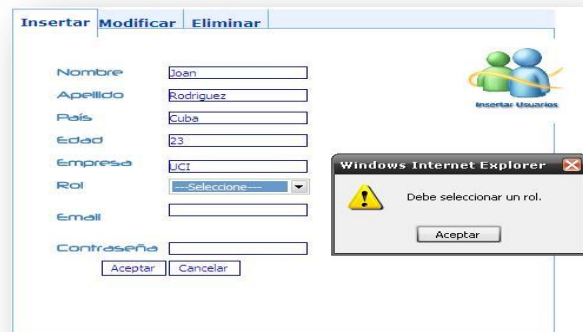 Insertar Modificar Eliminar
Nombre Joan
Apellido Rodriguez
País Cuba
Edad 23
Empresa UCI
Rol ---Seleccione---
Email
Contraseña
Aceptar Cancelar
Insertar Usuarios
Windows Internet Explorer
Debe seleccionar un rol.
Aceptar